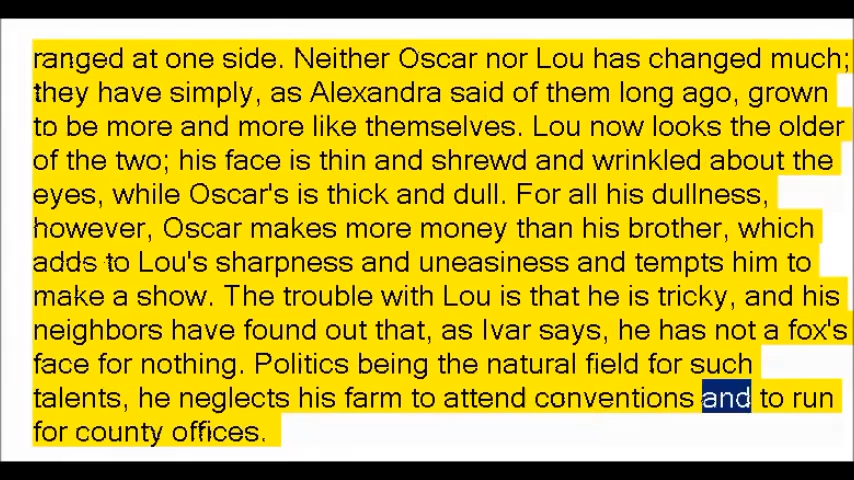 ranged at one side. Neither Oscar nor Lou has changed much;
they have simply, as Alexandra said of them long ago, grown
to be more and more like themselves. Lou now looks the older
of the two; his face is thin and shrewd and wrinkled about the
eyes, while Oscar's is thick and dull. For all his dullness,
however, Oscar makes more money than his brother, which
adds to Lou's sharpness and uneasiness and tempts him to
make a show. The trouble with Lou is that he is tricky, and his
neighbors have found out that, as Ivar says, he has not a fox's
face for nothing. Politics being the natural field for such
talents, he neglects his farm to attend conventions and to run
for county offices.